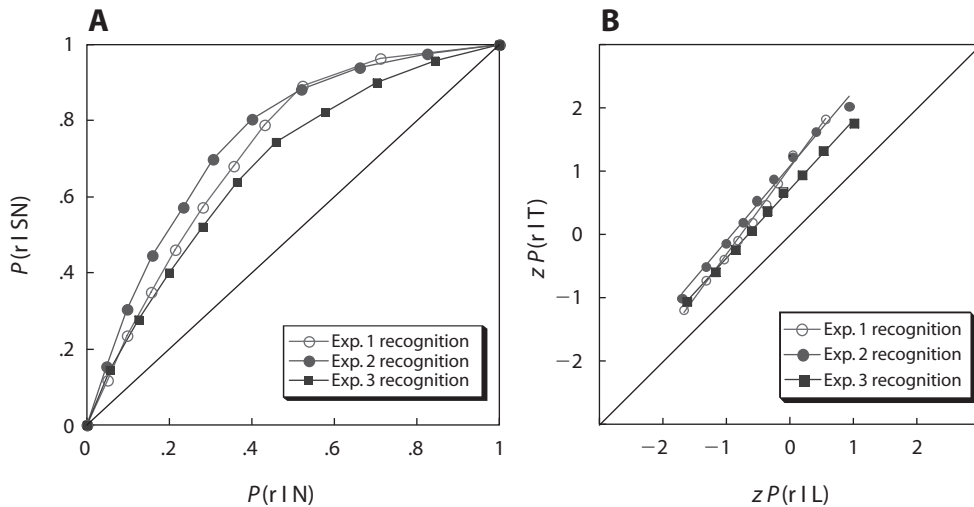 A
1
.8
.6
.4
.2
0
P(r I SN)
0
.2
.4
.6
.8
1
P(r I N)
Exp. 1 recognition
Exp. 2 recognition
Exp. 3 recognition
B
2
1
0
−1
−2
z P(r I T)
−2
−1
0
1
2
z P(r I L)
Exp. 1 recognition
Exp. 2 recognition
Exp. 3 recognition